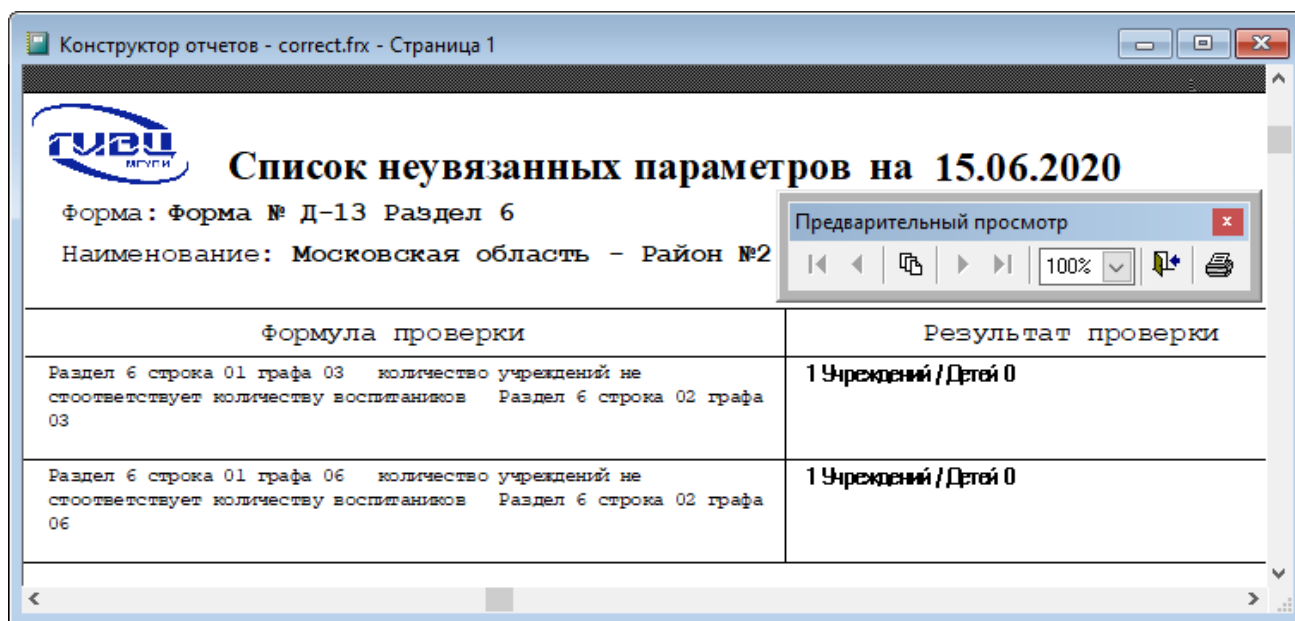 Конструктор отчетов - correct.frx - Страница 1
ГИВЦ
МГУПИ
Список неувязанных параметров на 15.06.2020
Форма: Форма № Д-13 Раздел 6
Наименование: Московская область - Район №2
Предварительный просмотр
100%
Формула проверки
Результат проверки
Раздел 6 строка 01 графа 03 количество учреждений не
стоответствует количеству воспитаников Раздел 6 строка 02 графа
03
1 Учреждений / Детей 0
Раздел 6 строка 01 графа 06 количество учреждений не
стоответствует количеству воспитаников Раздел 6 строка 02 графа
06
1 Учреждений / Детей 0